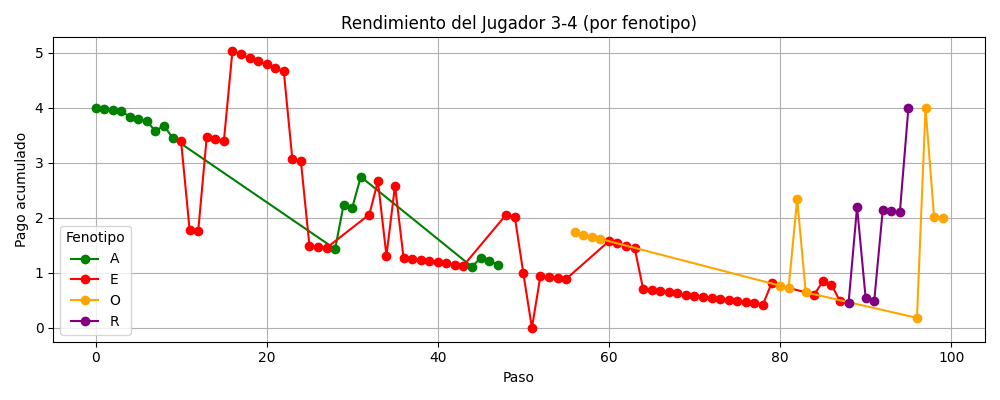 Rendimiento del Jugador 3-4 (por fenotipo)
Pago acumulado
5
4
3
2
1
0
Fenotipo
A
E
O
R
0 20 40 60 80 100
Paso